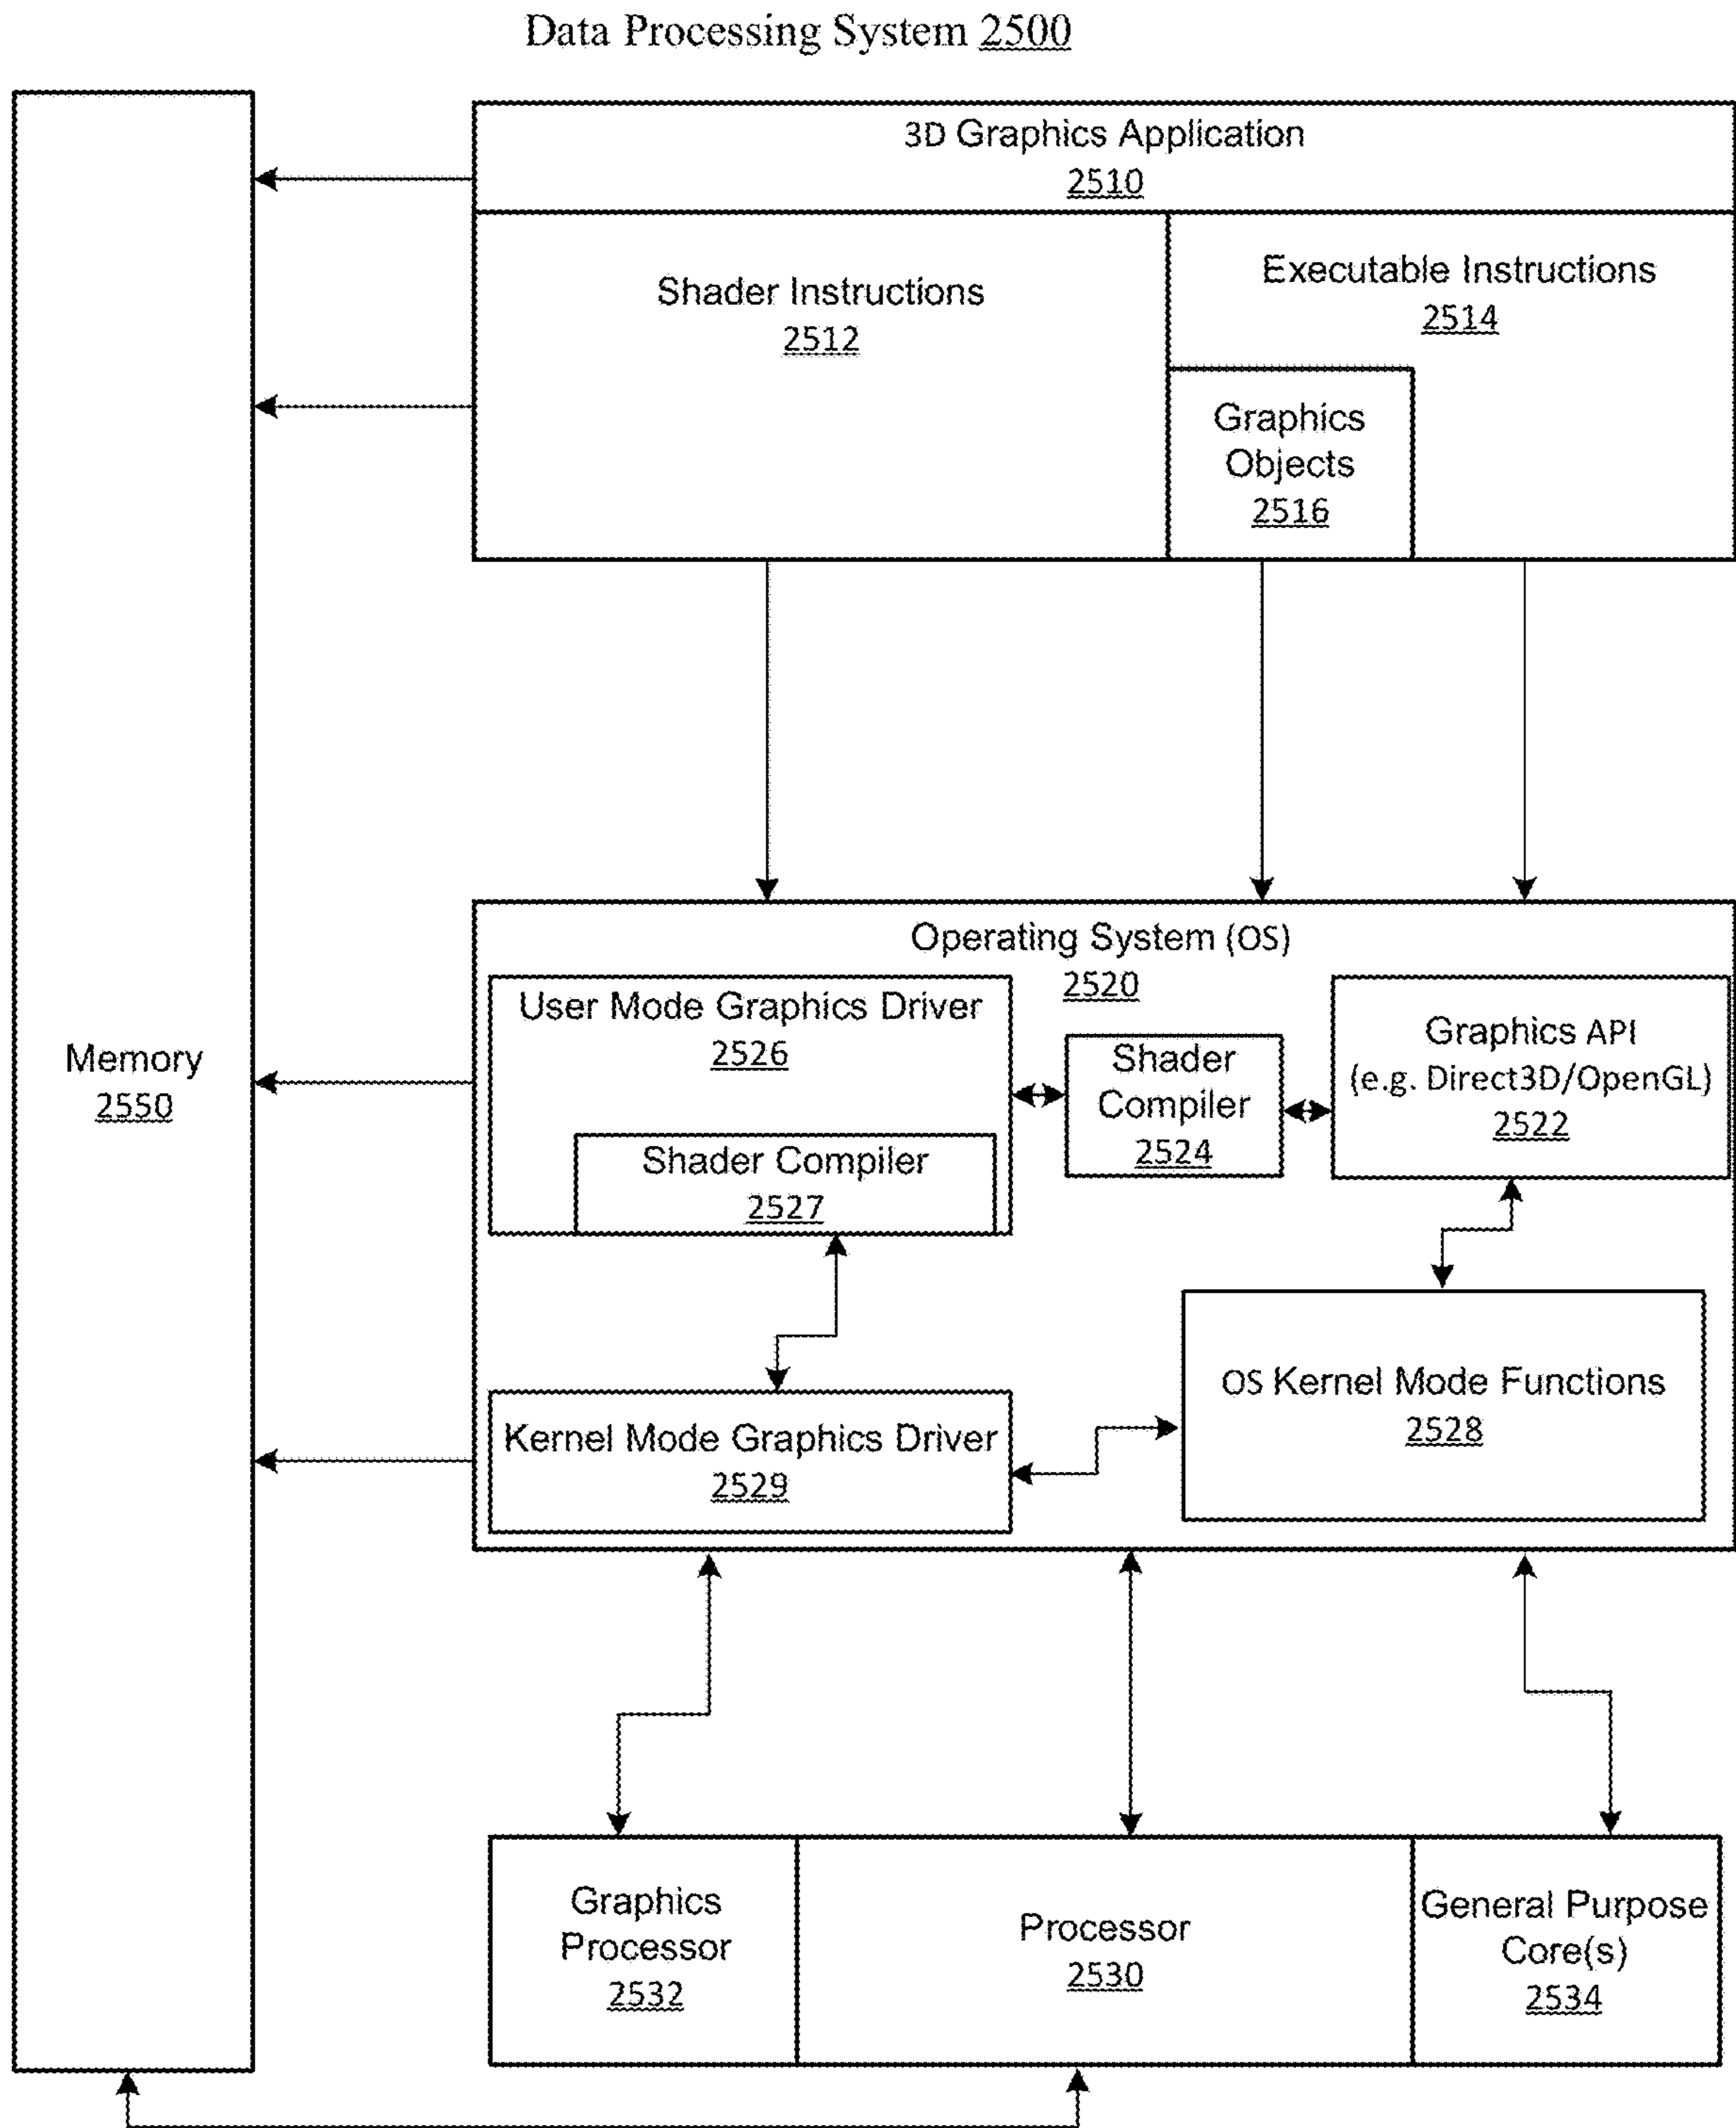 Data Processing System 2500
3D Graphics Application
2510
Shader Instructions
2512
Executable Instructions
2514
Graphics
Objects
2516
Operating System (OS)
2520
User Mode Graphics Driver
2526
Shader Compiler
2527
Shader
Compiler
2524
Graphics API
(e.g. Direct3D/OpenGL)
2522
Memory
2550
Kernel Mode Graphics Driver
2529
OS Kernel Mode Functions
2528
Graphics
Processor
2532
Processor
2530
General Purpose
Core(s)
2534